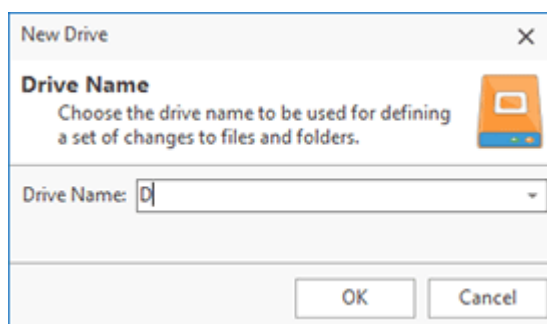 New Drive
Drive Name
Choose the drive name to be used for defining
a set of changes to files and folders.
Drive Name: D
OK Cancel